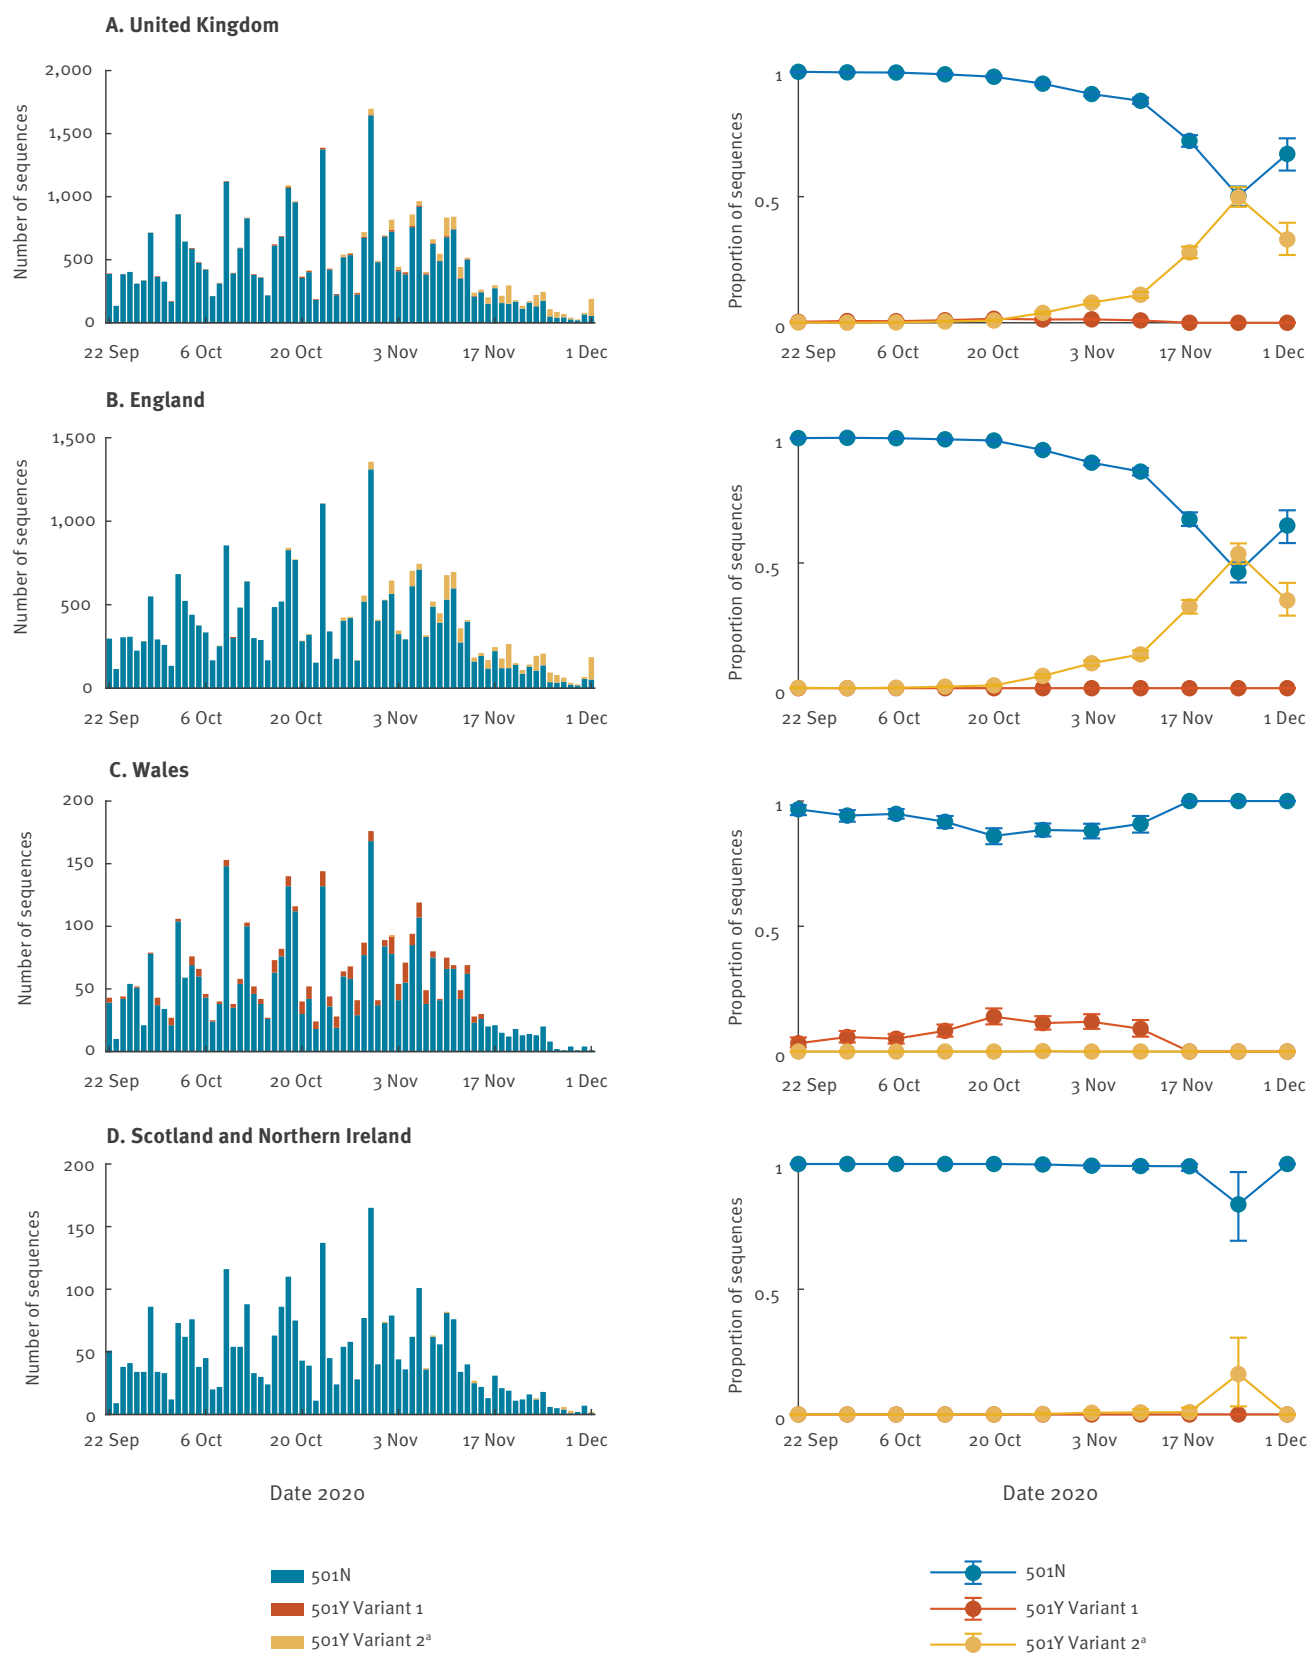 A. United Kingdom
Number of sequences
2,000
1,500
1,000
500
0
22 Sep 6 Oct 20 Oct 3 Nov 17 Nov 1 Dec
Proportion of sequences
1
0.5
0
22 Sep 6 Oct 20 Oct 3 Nov 17 Nov 1 Dec
B. England
Number of sequences
1,500
1,000
500
0
22 Sep 6 Oct 20 Oct 3 Nov 17 Nov 1 Dec
Proportion of sequences
1
0.5
0
22 Sep 6 Oct 20 Oct 3 Nov 17 Nov 1 Dec
C. Wales
Number of sequences
200
150
100
50
0
22 Sep 6 Oct 20 Oct 3 Nov 17 Nov 1 Dec
Proportion of sequences
1
0.5
0
22 Sep 6 Oct 20 Oct 3 Nov 17 Nov 1 Dec
D. Scotland and Northern Ireland
Number of sequences
200
150
100
50
0
22 Sep 6 Oct 20 Oct 3 Nov 17 Nov 1 Dec
Date 2020
Proportion of sequences
1
0.5
0
22 Sep 6 Oct 20 Oct 3 Nov 17 Nov 1 Dec
Date 2020
501N
501Y Variant 1
501Y Variant 2ª
501N
501Y Variant 1
501Y Variant 2ª